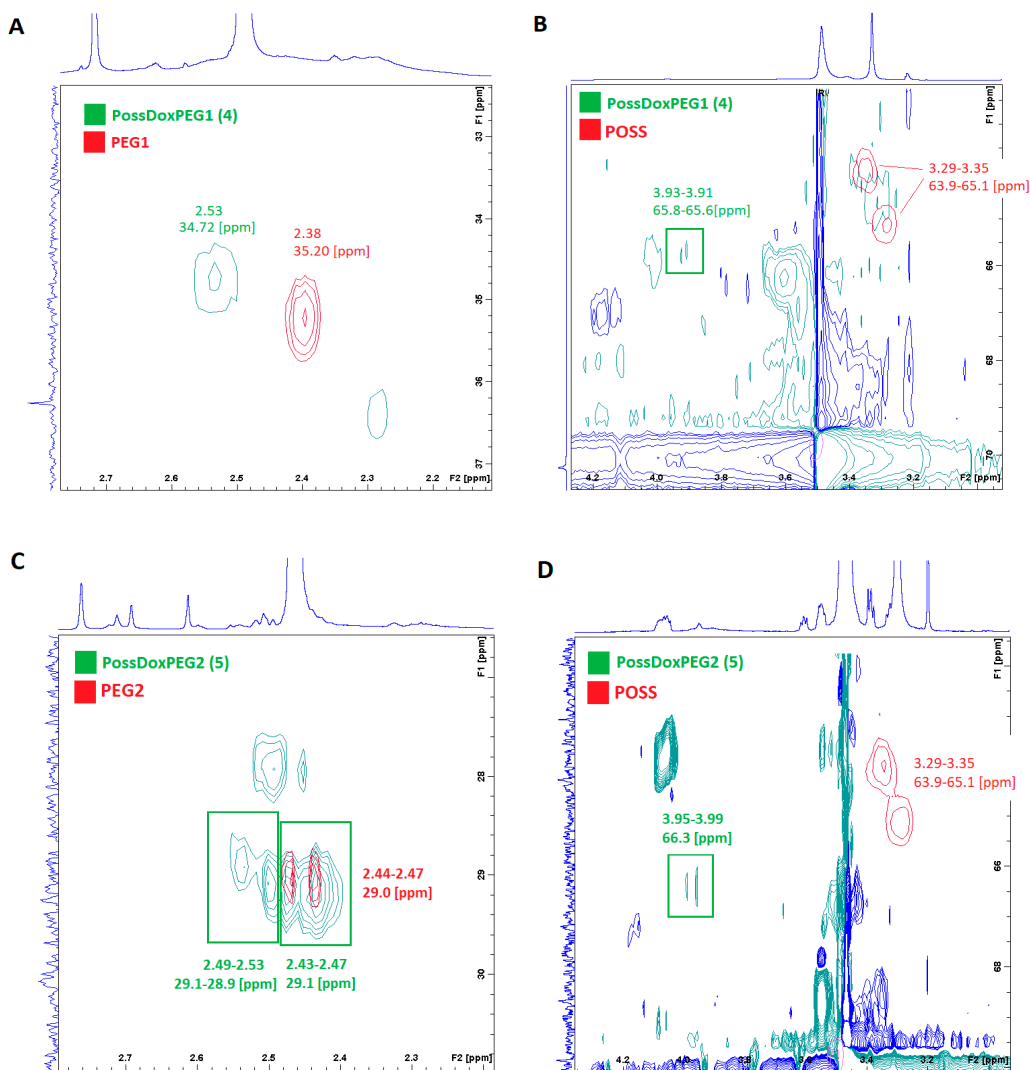 A
F1 [ppm]
PossDoxPEG1 (4)
PEG1
2.53
34.72 [ppm]
2.38
35.20 [ppm]
33
34
35
36
37
2.7
2.6
2.5
2.4
2.3
2.2
F2 [ppm]
B
F1 [ppm]
PossDoxPEG1 (4)
POSS
3.29-3.35
63.9-65.1 [ppm]
3.93-3.91
65.8-65.6[ppm]
66
68
70
4.2
4.0
3.8
3.6
3.4
3.2
F2 [ppm]
C
F1 [ppm]
PossDoxPEG2 (5)
PEG2
28
29
30
2.44-2.47
29.0 [ppm]
2.49-2.53
29.1-28.9 [ppm]
2.43-2.47
29.1 [ppm]
2.7
2.6
2.5
2.4
2.3
F2 [ppm]
D
F1 [ppm]
PossDoxPEG2 (5)
POSS
3.29-3.35
63.9-65.1 [ppm]
3.95-3.99
66.3 [ppm]
66
68
4.2
4.0
3.8
3.6
3.4
3.2
F2 [ppm]